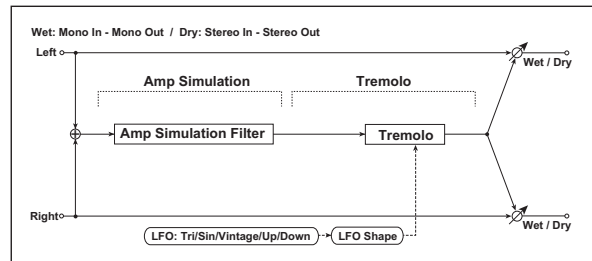 Wet: Mono In - Mono Out / Dry: Stereo In - Stereo Out
Left
Wet / Dry
Amp Simulation
Tremolo
Amp Simulation Filter
Tremolo
Right
Wet / Dry
LFO: Tri/Sin/Vintage/Up/Down
LFO Shape